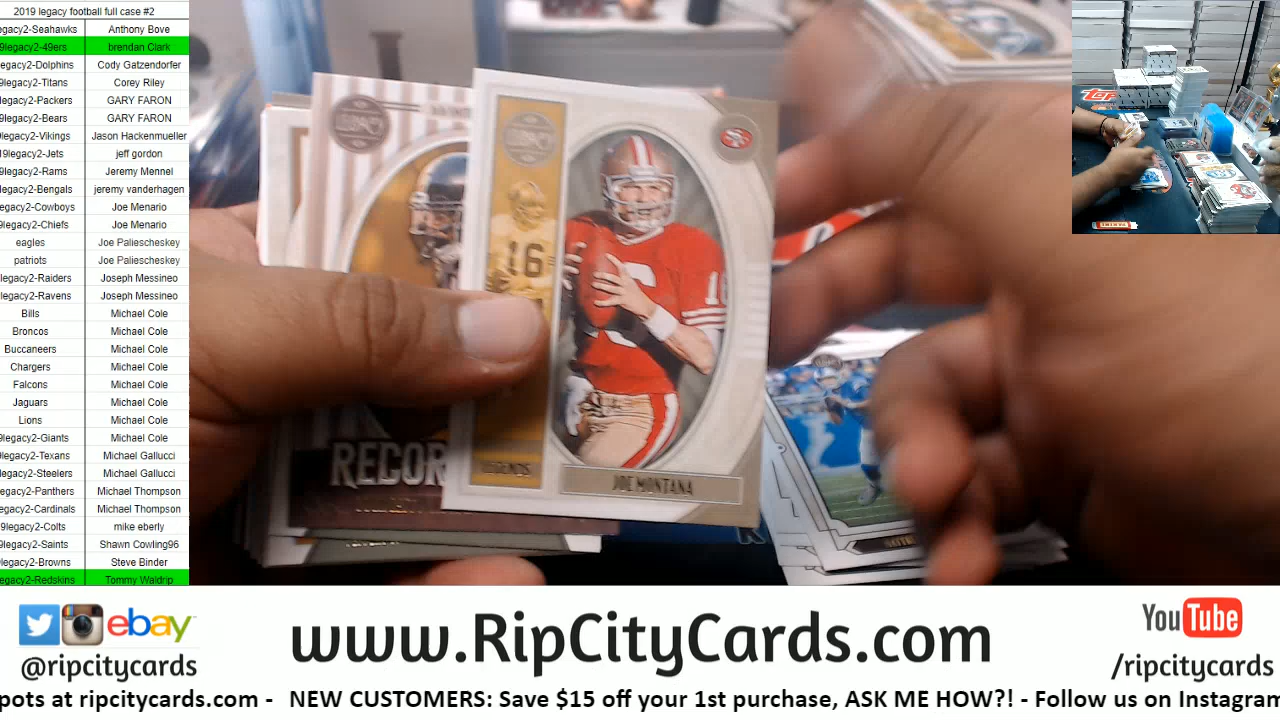 2019 legacy football full case #2
egacy2-Seahawks Anthony Bove
9legacy2-49ers brendan Clark
legacy2-Dolphins Cody Gatzendorfer
9legacy2-Titans Corey Riley
legacy2-Packers GARY FARON
legacy2-Bears GARY FARON
legacy2-Vikings Jason Hackenmueller
19legacy2-Jets jeff gordon
9legacy2-Rams Jeremy Mennel
legacy2-Bengals jeremy vanderhagen
legacy2-Cowboys Joe Menario
legacy2-Chiefs Joe Menario
eagles Joe Paliescheskey
patriots Joe Paliescheskey
legacy2-Raiders Joseph Messineo
legacy2-Ravens Joseph Messineo
Bills Michael Cole
Broncos Michael Cole
Buccaneers Michael Cole
Chargers Michael Cole
Falcons Michael Cole
Jaguars Michael Cole
Lions Michael Cole
9legacy2-Giants Michael Cole
legacy2-Texans Michael Gallucci
legacy2-Steelers Michael Gallucci
egacy2-Panthers Michael Thompson
egacy2-Cardinals Michael Thompson
9legacy2-Colts mike eberly
9legacy2-Saints Shawn Cowling96
legacy2-Browns Steve Binder
egacy2-Redskins Tommy Waldrip
LEGACY
LEGACY
16
16
RECOR
LEGENDS
JOE MONTANA
ebay
@ripcitycards
www.RipCityCards.com
YouTube
/ripcitycards
pots at ripcitycards.com - NEW CUSTOMERS: Save $15 off your 1st purchase, ASK ME HOW?! - Follow us on Instagram